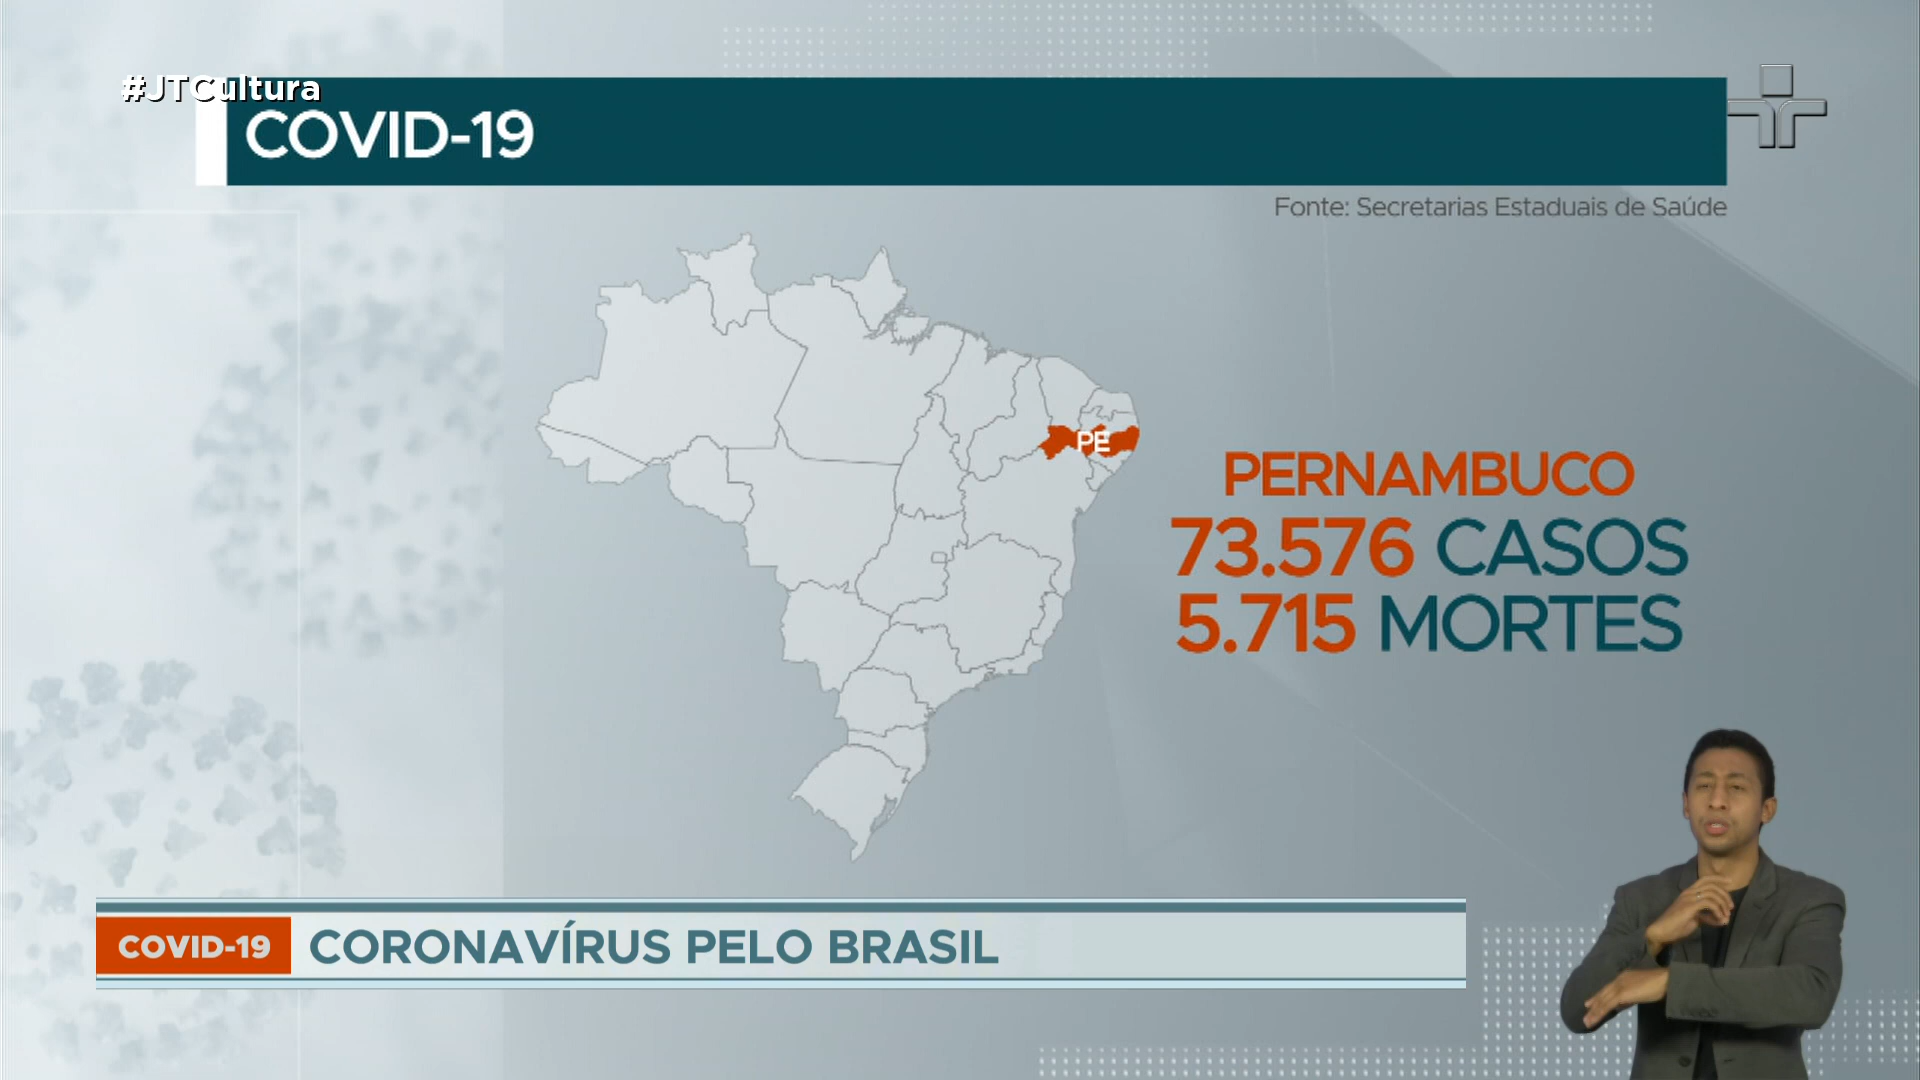 #JTCultura
COVID-19
Fonte: Secretarias Estaduais de Saúde
PE
PERNAMBUCO
73.576 CASOS
5.715 MORTES
COVID-19 CORONAVÍRUS PELO BRASIL